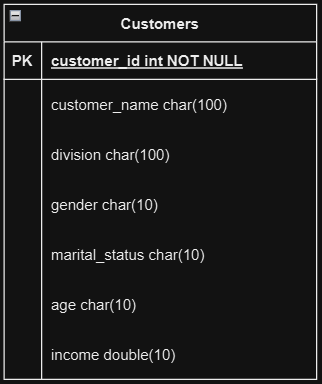 Customers
PK customer_id int NOT NULL
customer_name char(100)
division char(100)
gender char(10)
marital_status char(10)
age char(10)
income double(10)